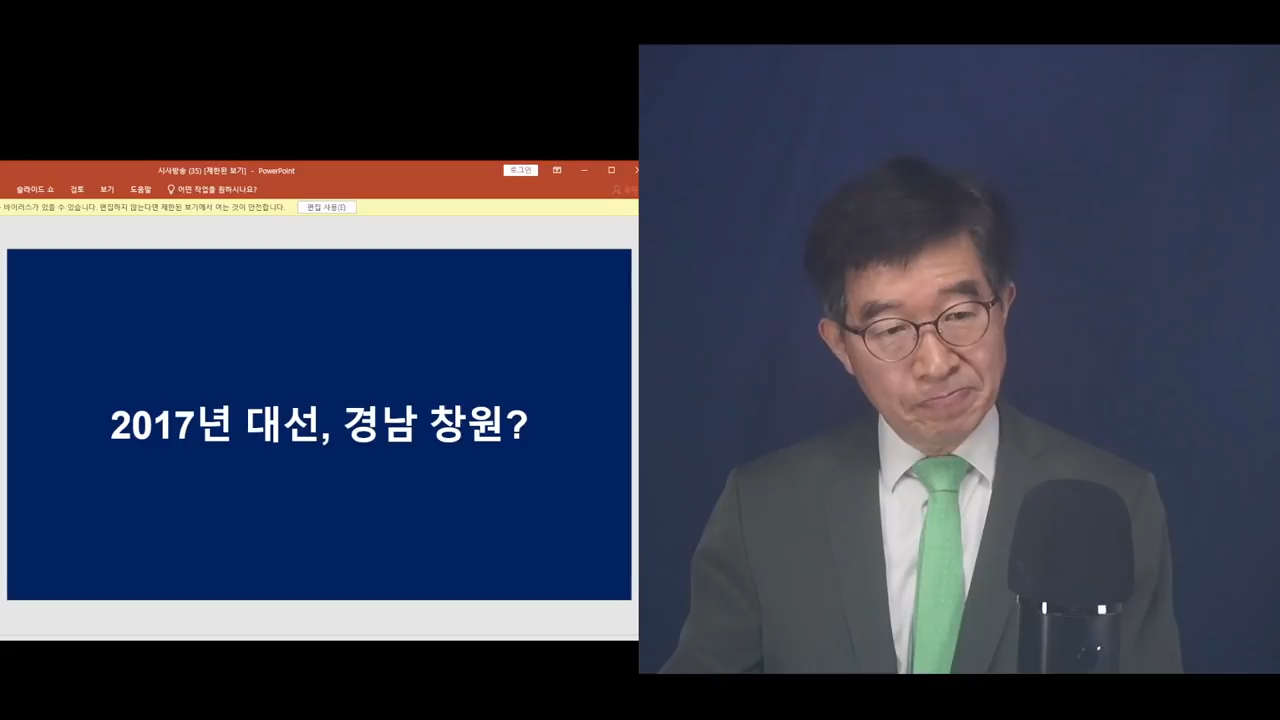 시사방송 (35) [제한된 보기] - PowerPoint
로그인
슬라이드 쇼 검토 보기 도움말 어떤 작업을 원하시나요?
바이러스가 있을 수 있습니다. 편집하지 않는다면 제한된 보기에서 여는 것이 안전합니다. 편집 사용(E)
2017년 대선, 경남 창원?